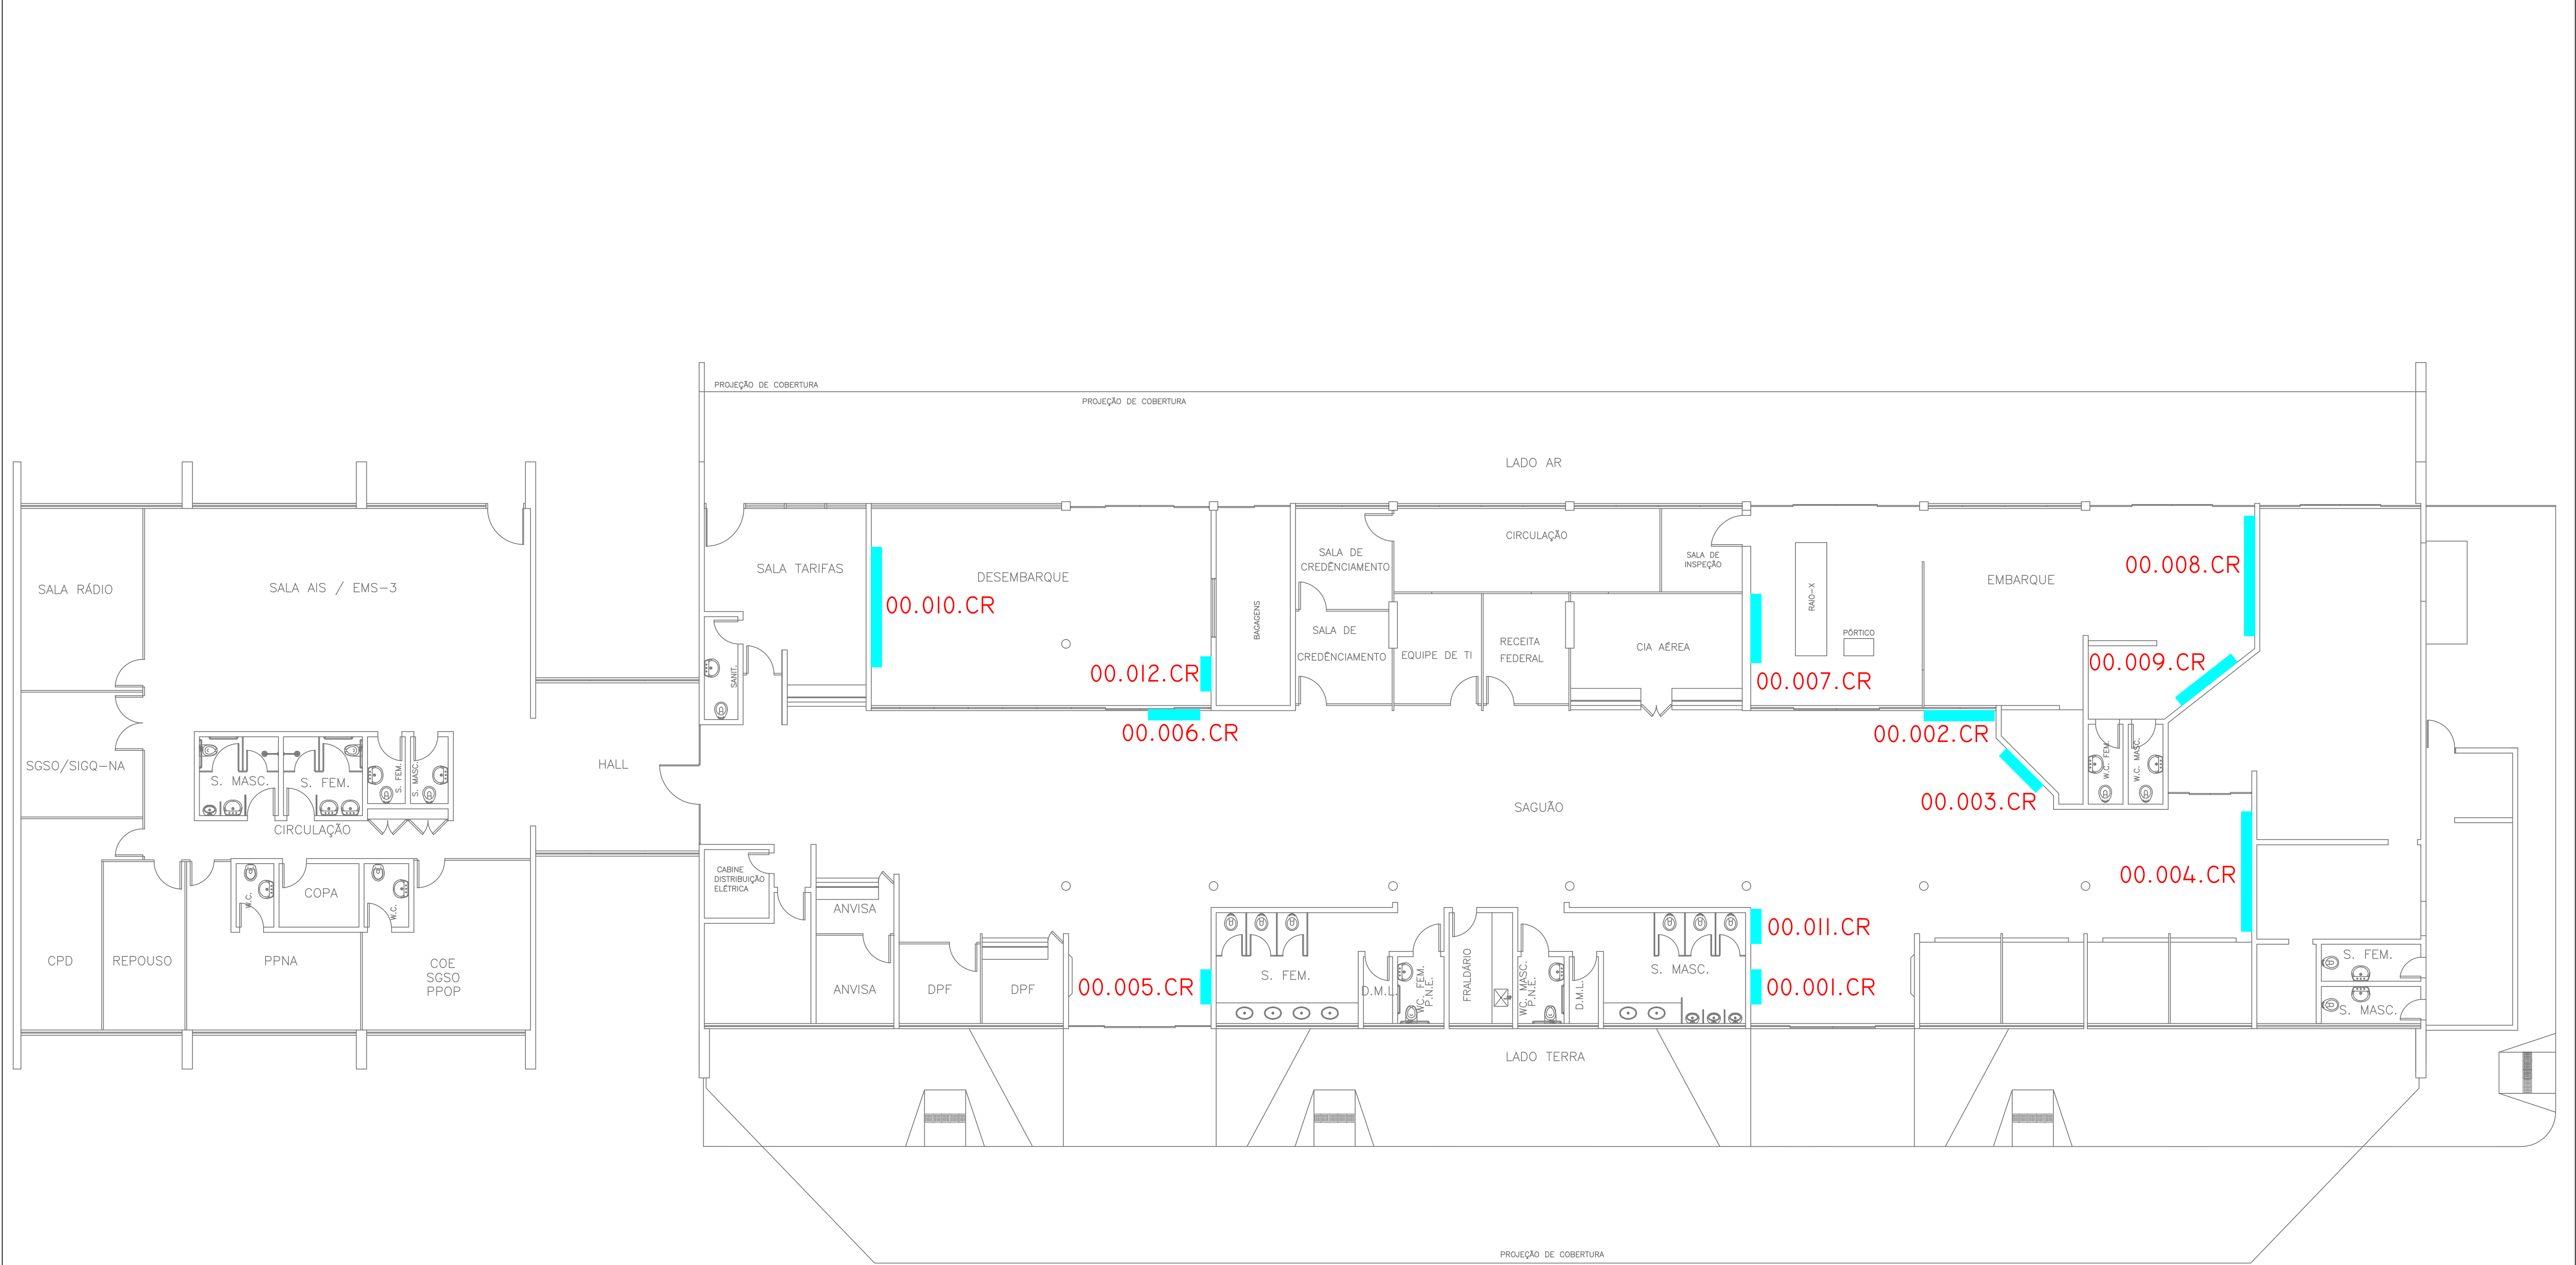 PROJEÇÃO DE COBERTURA
PROJEÇÃO DE COBERTURA
LADO AR
SALA RÁDIO
SALA AIS / EMS-3
SGSO/SIGQ-NA
S. MASC.
S. FEM.
S. FEM.
S. MASC.
CIRCULAÇÃO
HALL
CPD
REPOUSO
W.C.
COPA
W.C.
PPNA
COE
SGSO
PPOP
SALA TARIFAS
SANIT.
DESEMBARQUE
00.010.CR
00.012.CR
00.006.CR
BAGAGENS
SALA DE
CREDÊNCIAMENTO
SALA DE
CREDÊNCIAMENTO
CIRCULAÇÃO
SALA DE
INSPEÇÃO
EQUIPE DE TI
RECEITA
FEDERAL
CIA AÉREA
RAIO-X
PÓRTICO
00.007.CR
EMBARQUE
00.008.CR
00.009.CR
00.002.CR
00.003.CR
W.C. FEM.
W.C. MASC.
SAGUÃO
00.004.CR
CABINE
DISTRIBUIÇÃO
ELÉTRICA
ANVISA
ANVISA
DPF
DPF
00.005.CR
S. FEM.
D.M.L.
WC. FEM.
P.N.E.
FRALDÁRIO
WC. MASC.
P.N.E.
D.M.L.
S. MASC.
00.011.CR
00.001.CR
S. FEM.
S. MASC.
LADO TERRA
PROJEÇÃO DE COBERTURA